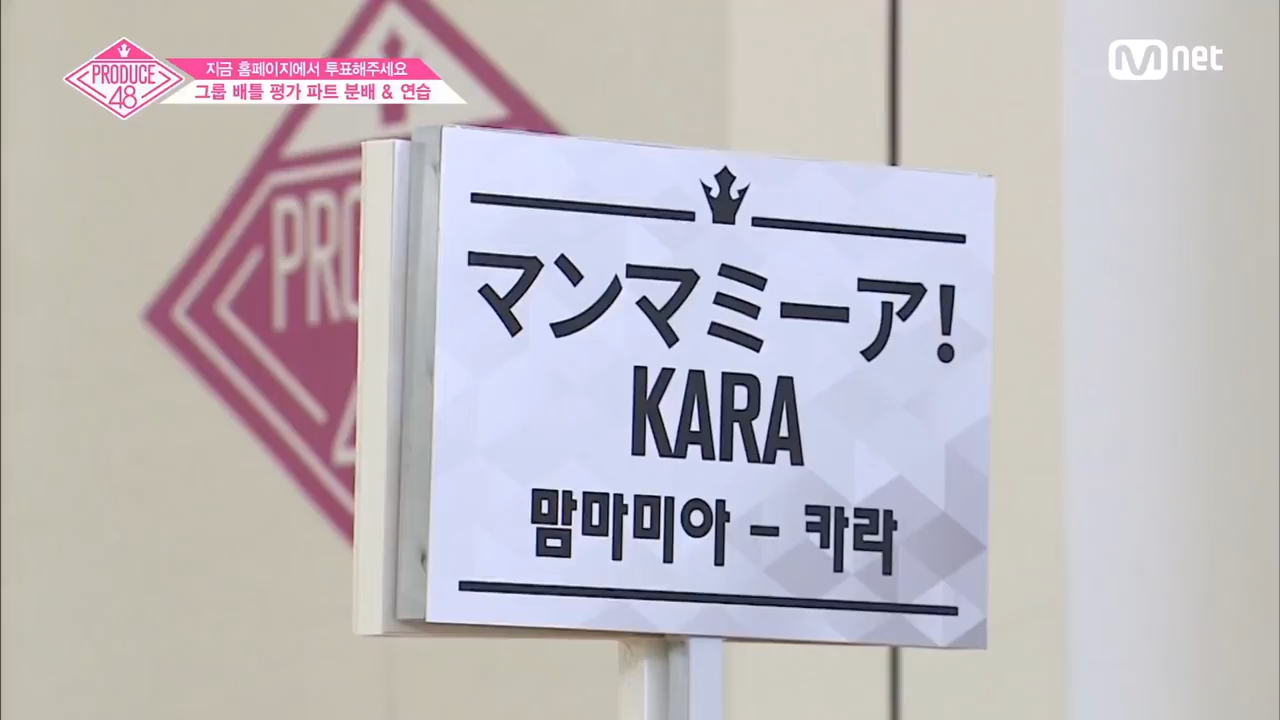 PRODUCE
48
지금 홈페이지에서 투표해주세요
그룹 배틀 평가 파트 분배 & 연습
Mnet
PRO
マンマミーア!
KARA
맘마미아 - 카라